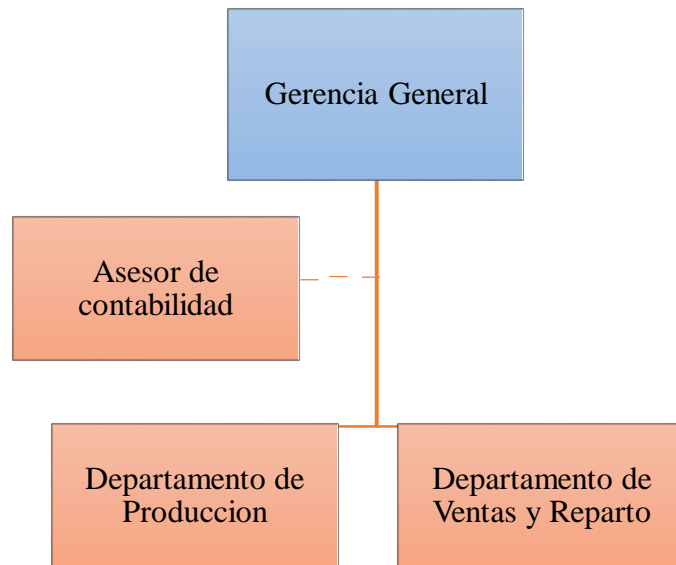 Gerencia General
Asesor de
contabilidad
Departamento de
Produccion
Departamento de
Ventas y Reparto